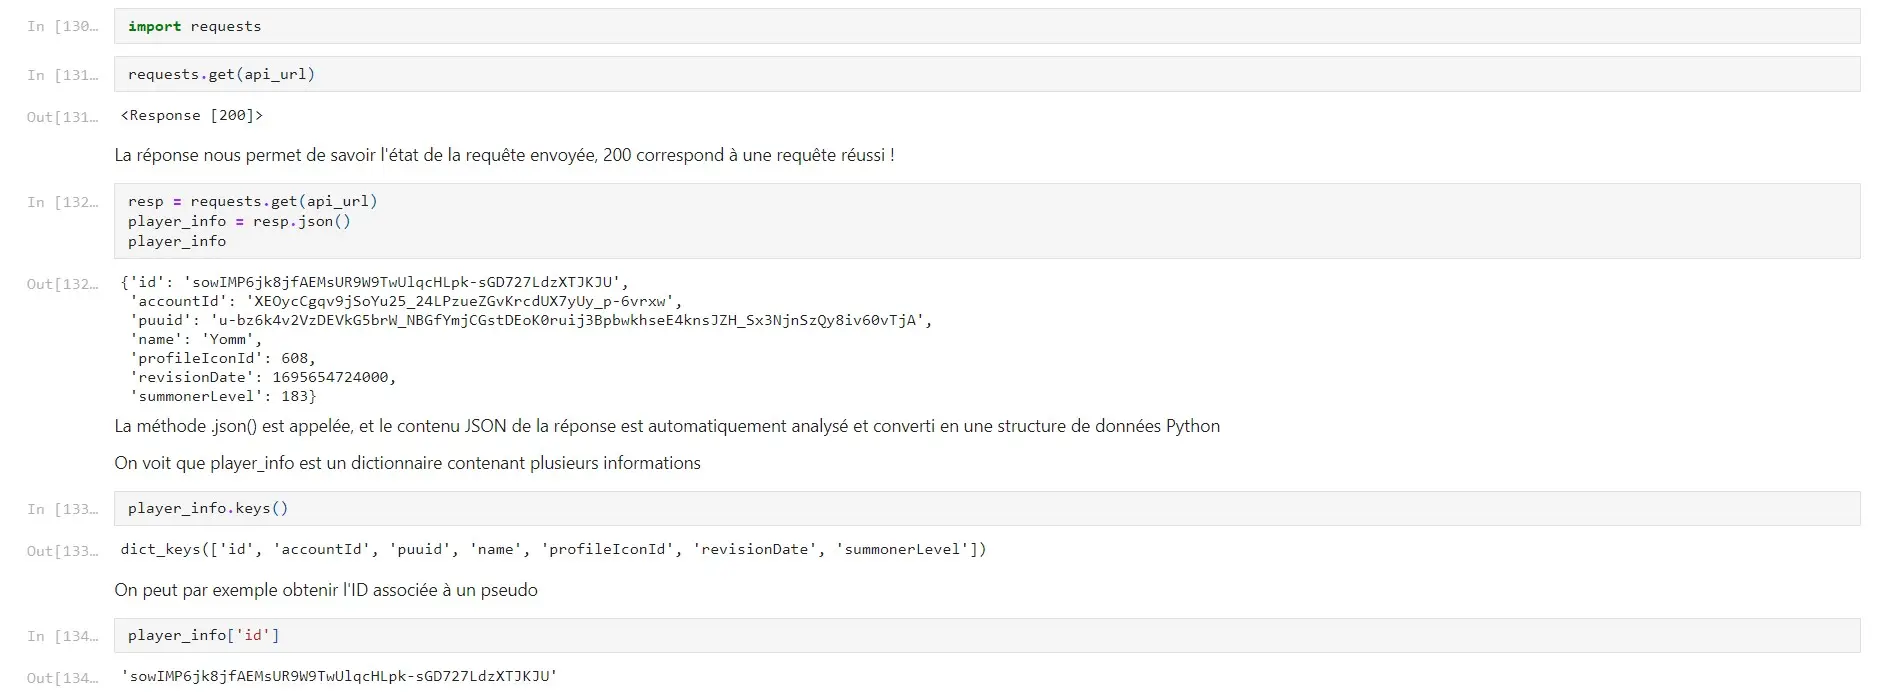 In [130…
import requests
In [131…
requests.get(api_url)
Out[131…
<Response [200]>
La réponse nous permet de savoir l'état de la requête envoyée, 200 correspond à une requête réussi !
In [132…
resp = requests.get(api_url)
player_info = resp.json()
player_info
Out[132…
{'id': 'sowIMP6jk8jfAEMsUR9W9TwUlqcHLpk-sGD727LdzXTJKJU',
'accountId': 'XEOycCgqv9jSoYu25_24LPzueZGvKrcdUX7yUy_p-6vrxw',
'puuid': 'u-bz6k4v2VzDEVkG5brW_NBGfYmjCGstDEoK0ruij3BpbwkhseE4knsJZH_Sx3NjnSzQy8iv60vTjA',
'name': 'Yomm',
'profileIconId': 608,
'revisionDate': 1695654724000,
'summonerLevel': 183}
La méthode .json() est appelée, et le contenu JSON de la réponse est automatiquement analysé et converti en une structure de données Python
On voit que player_info est un dictionnaire contenant plusieurs informations
In [133…
player_info.keys()
Out[133…
dict_keys(['id', 'accountId', 'puuid', 'name', 'profileIconId', 'revisionDate', 'summonerLevel'])
On peut par exemple obtenir l'ID associée à un pseudo
In [134…
player_info['id']
Out[134…
'sowIMP6jk8jfAEMsUR9W9TwUlqcHLpk-sGD727LdzXTJKJU'